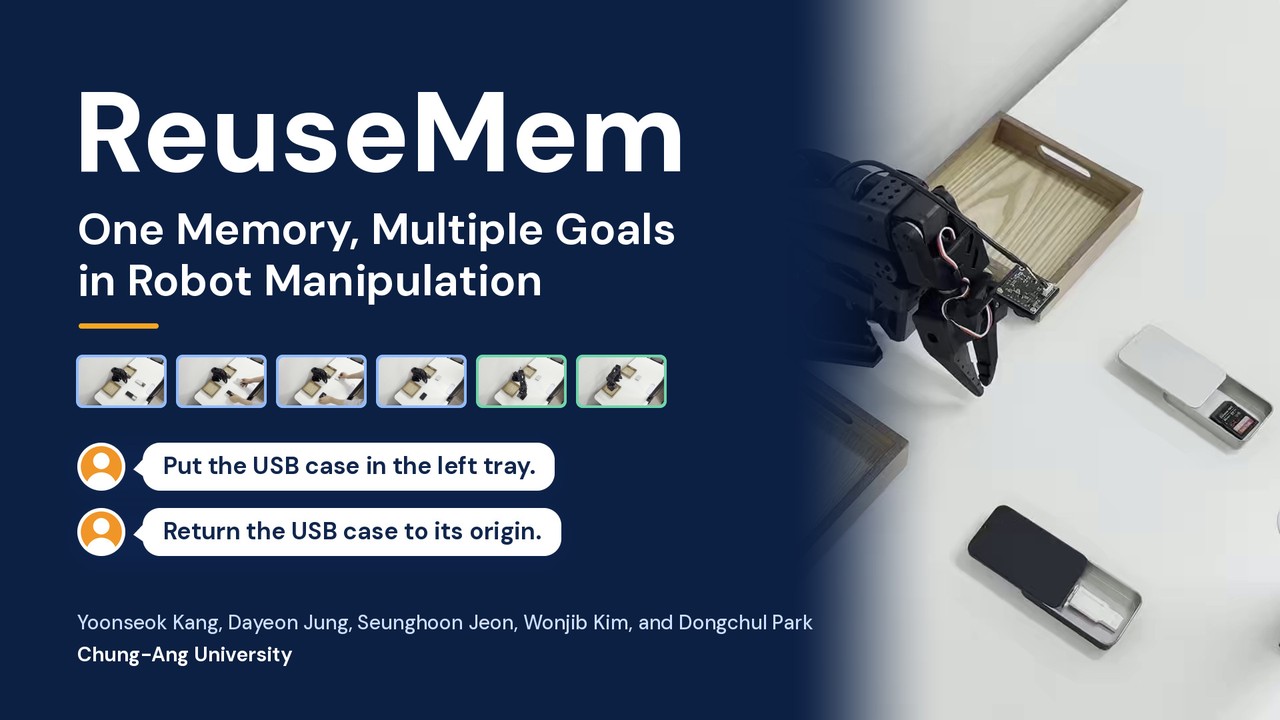 ReuseMem
One Memory, Multiple Goals
in Robot Manipulation
Put the USB case in the left tray.
Return the USB case to its origin.
Yoonseok Kang, Dayeon Jung, Seunghoon Jeon, Wonjib Kim, and Dongchul Park
Chung-Ang University